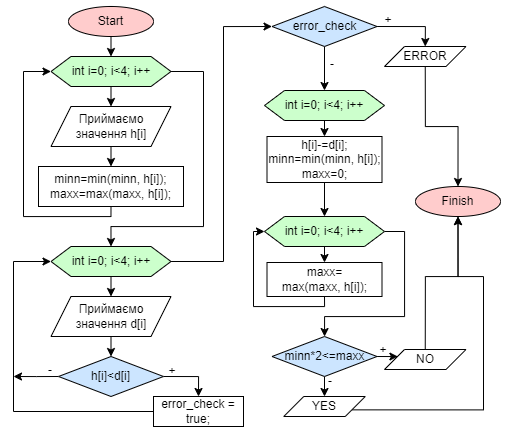 Start
int i=0; i<4; i++
Приймаємо
значення h[i]
minn=min(minn, h[i]);
maxx=max(maxx, h[i]);
int i=0; i<4; i++
Приймаємо
значення d[i]
h[i]<d[i]
-
+
error_check =
true;
error_check
+
-
ERROR
int i=0; i<4; i++
h[i]-=d[i];
minn=min(minn, h[i]);
maxx=0;
int i=0; i<4; i++
maxx=
max(maxx, h[i]);
minn*2<=maxx
+
-
NO
YES
Finish